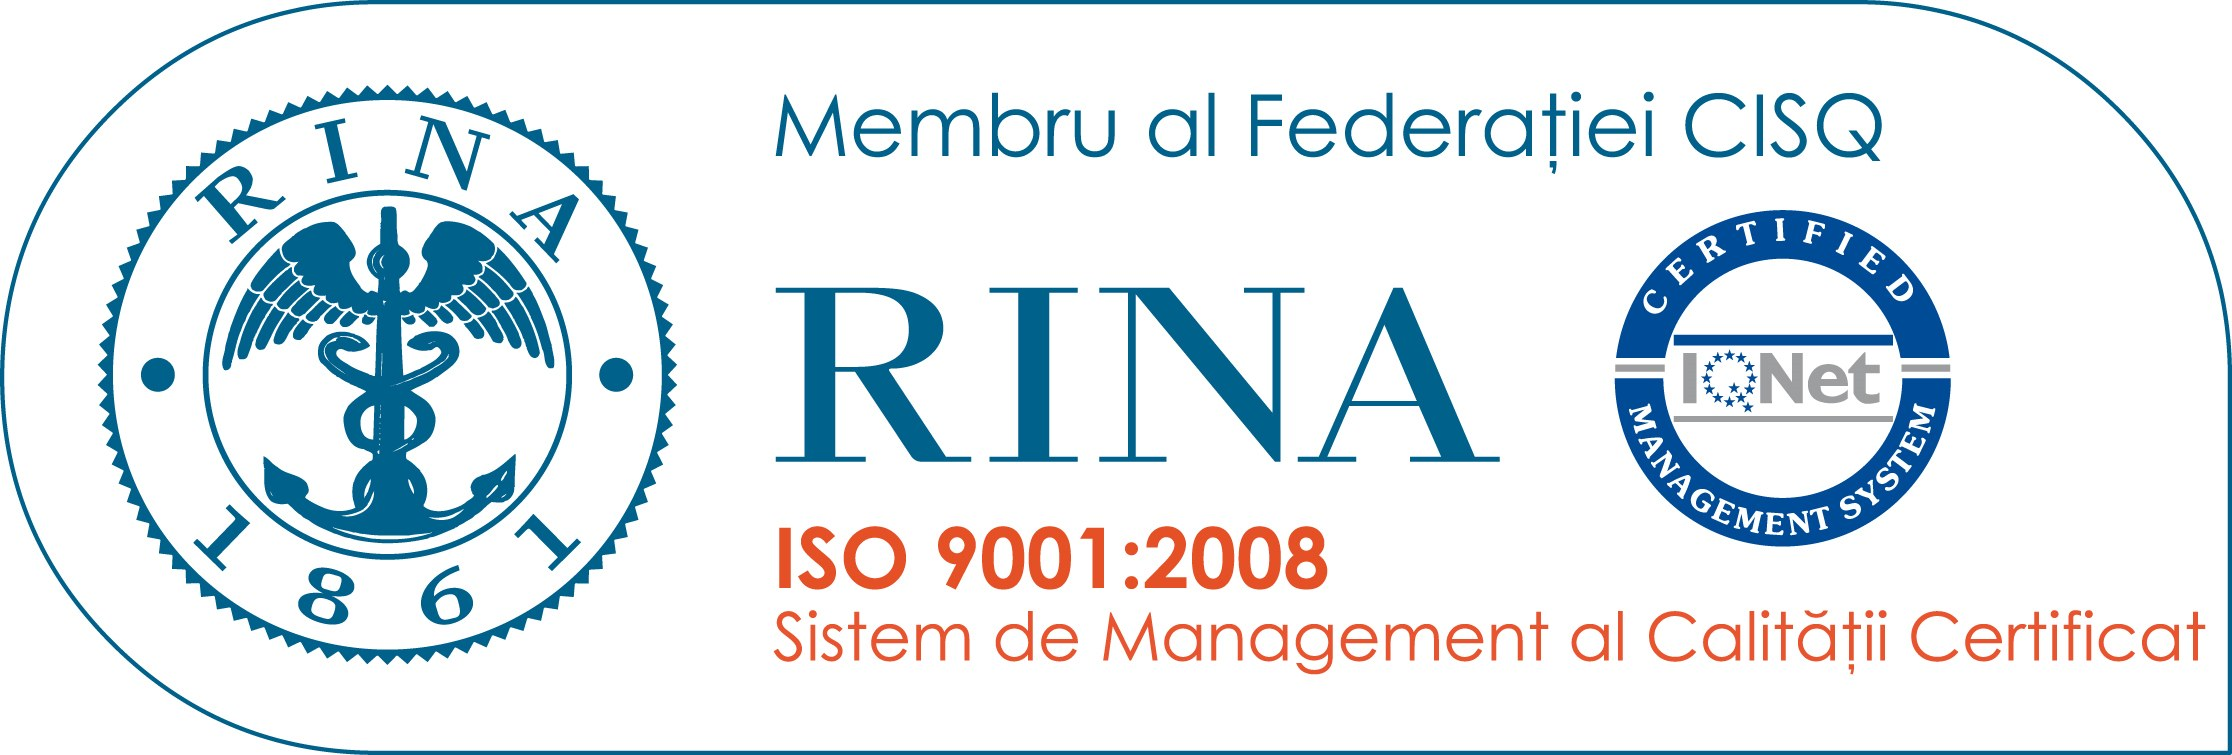 RINA
1861
Membru al Federației CISQ
RINA
CERTIFIED
IQNet
MANAGEMENT SYSTEM
ISO 9001:2008
Sistem de Management al Calității Certificat